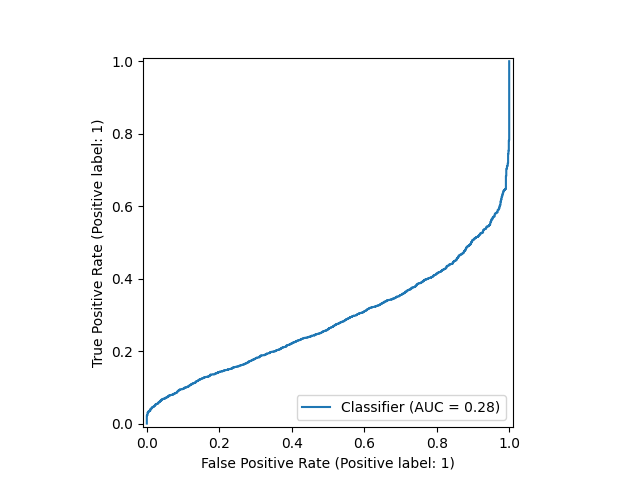 1.0
0.8
0.6
0.4
0.2
0.0
True Positive Rate (Positive label: 1)
Classifier (AUC = 0.28)
0.0 0.2 0.4 0.6 0.8 1.0
False Positive Rate (Positive label: 1)